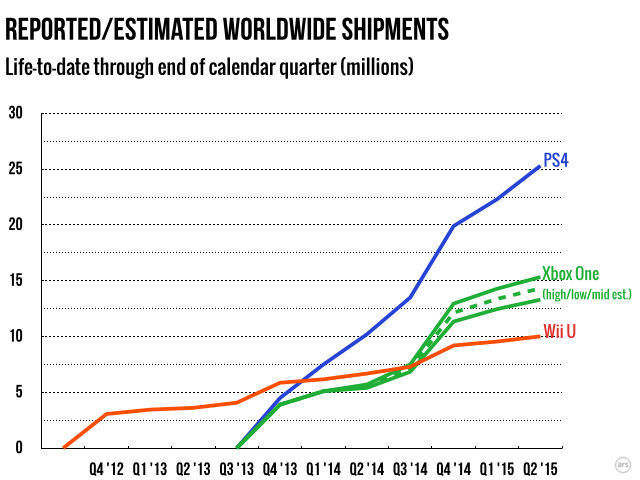 REPORTED/ESTIMATED WORLDWIDE SHIPMENTS
Life-to-date through end of calendar quarter (millions)
30
25
20
15
10
5
0
PS4
Xbox One
(high/low/mid est.)
Wii U
Q4 '12 Q1 '13 Q2 '13 Q3 '13 Q4 '13 Q1 '14 Q2 '14 Q3 '14 Q4 '14 Q1 '15 Q2 '15
ars